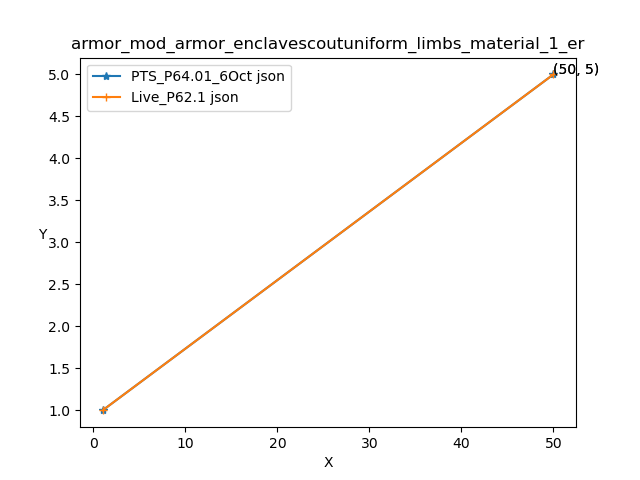 armor_mod_armor_enclavescoutuniform_limbs_material_1_er
PTS_P64.01_6Oct json
Live_P62.1 json
(50, 5)
5.0
4.5
4.0
3.5
3.0
2.5
2.0
1.5
1.0
Y
0 10 20 30 40 50
X